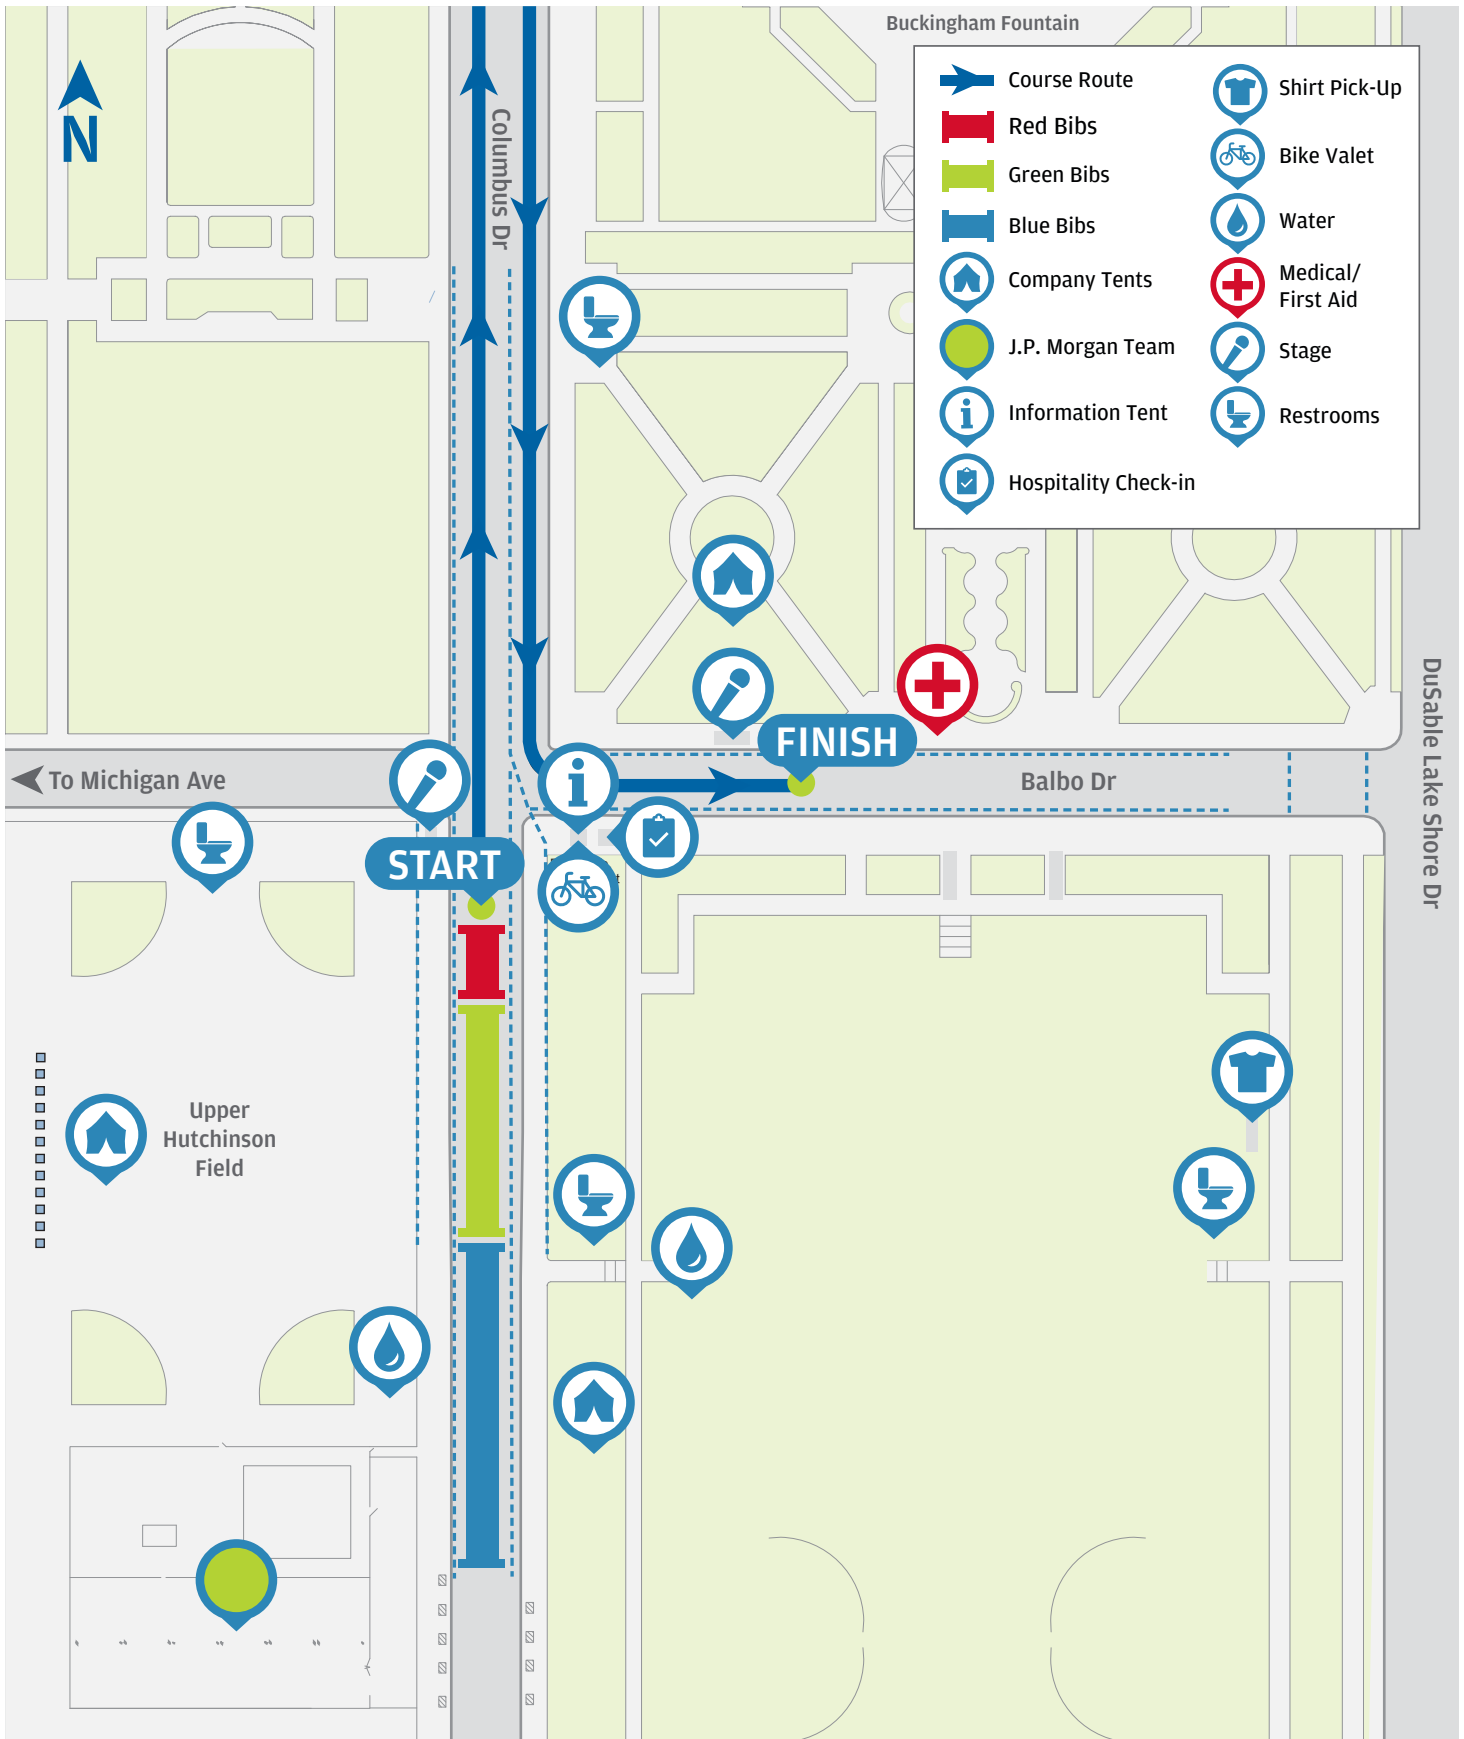 Buckingham Fountain
N
Columbus Dr
Course Route
Red Bibs
Green Bibs
Blue Bibs
Company Tents
J.P. Morgan Team
Information Tent
Hospitality Check-in
Shirt Pick-Up
Bike Valet
Water
Medical/
First Aid
Stage
Restrooms
DuSable Lake Shore Dr
FINISH
To Michigan Ave
Balbo Dr
START
Upper
Hutchinson
Field